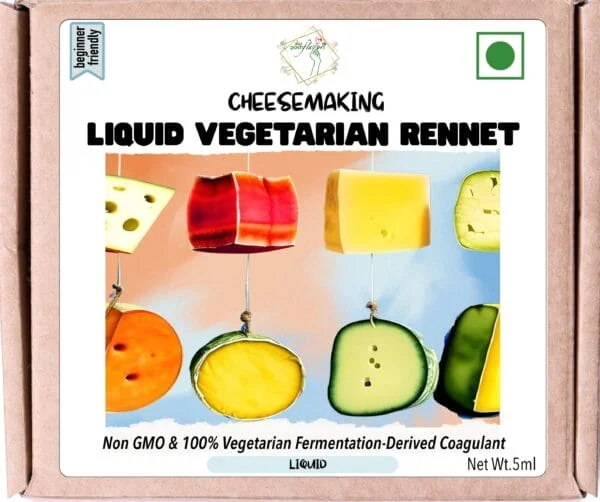 beginner
friendly
CHEESEMAKING
LIQUID VEGETARIAN RENNET
Non GMO & 100% Vegetarian Fermentation-Derived Coagulant
LIQUID
Net Wt.5ml